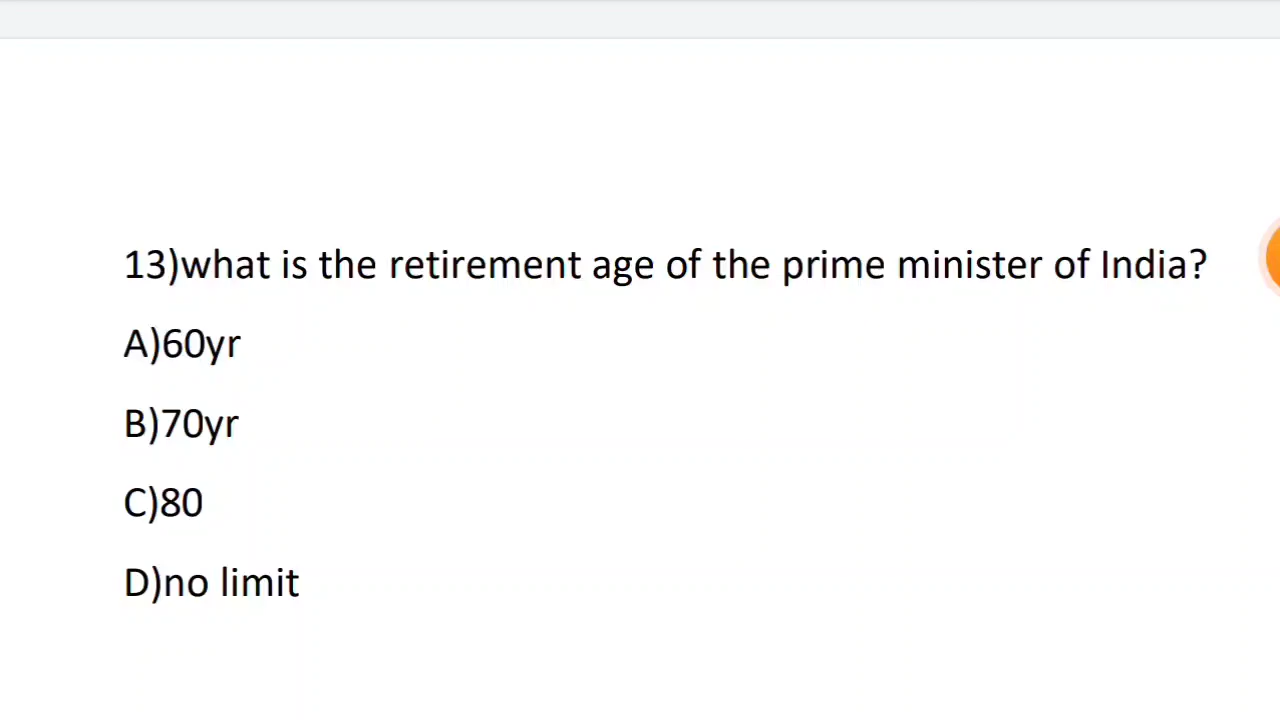 13)what is the retirement age of the prime minister of India?
A)60yr
B)70yr
C)80
D)no limit